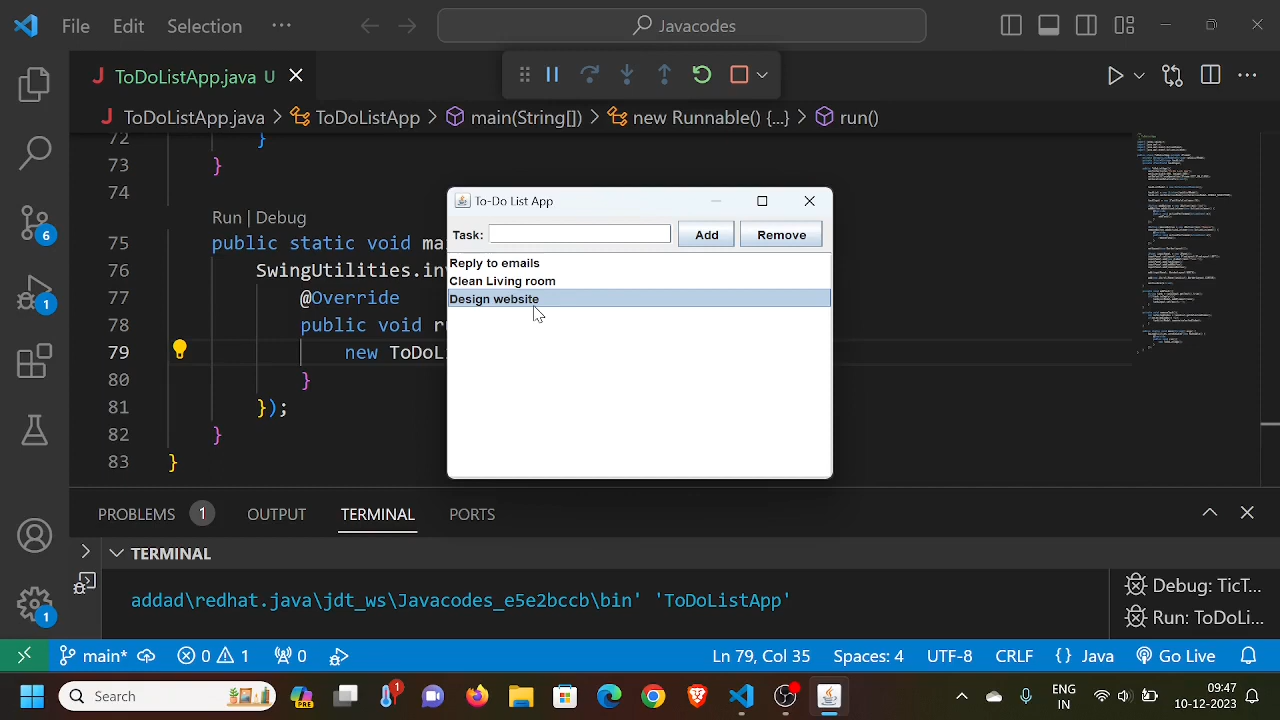 File Edit Selection ···
Javacodes
J ToDoListApp.java U
J ToDoListApp.java > ToDoListApp > main(String[]) > new Runnable() {...} > run()
72 }
73 }
74
Run | Debug
75 public static void ma
76 SwingUtilities.in
77 @Override
78 public void r
79 new ToDoL
80 }
81 });
82 }
83 }
To-Do List App
Task: Add Remove
Reply to emails
Clean Living room
Design website
6
1
1
PROBLEMS 1 OUTPUT TERMINAL PORTS
TERMINAL
addad\redhat.java\jdt_ws\Javacodes_e5e2bccb\bin' 'ToDoListApp'
Debug: TicT...
Run: ToDoLi...
main* 0 1 0 Ln 79, Col 35 Spaces: 4 UTF-8 CRLF {} Java Go Live
Search PRE 1 ENG IN 09:47 10-12-2023